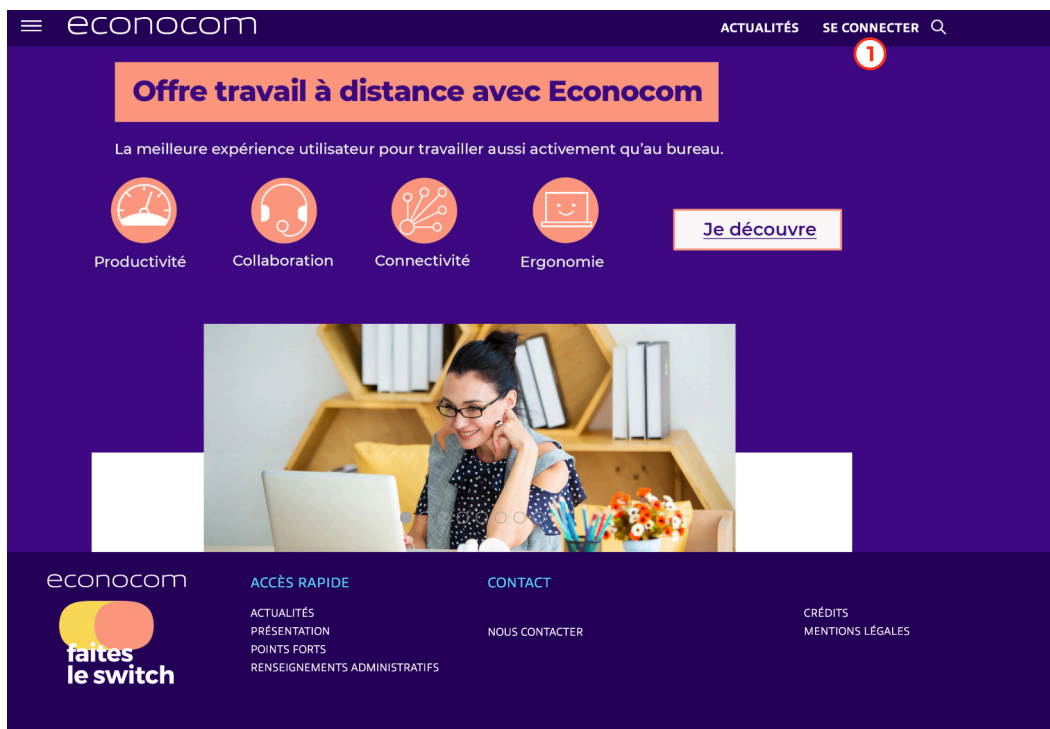 econocom
ACTUALITÉS SE CONNECTER
1
Offre travail à distance avec Econocom
La meilleure expérience utilisateur pour travailler aussi activement qu'au bureau.
Productivité Collaboration Connectivité Ergonomie
Je découvre
econocom
faites
le switch
ACCÈS RAPIDE
ACTUALITÉS
PRÉSENTATION
POINTS FORTS
RENSEIGNEMENTS ADMINISTRATIFS
CONTACT
NOUS CONTACTER
CRÉDITS
MENTIONS LÉGALES